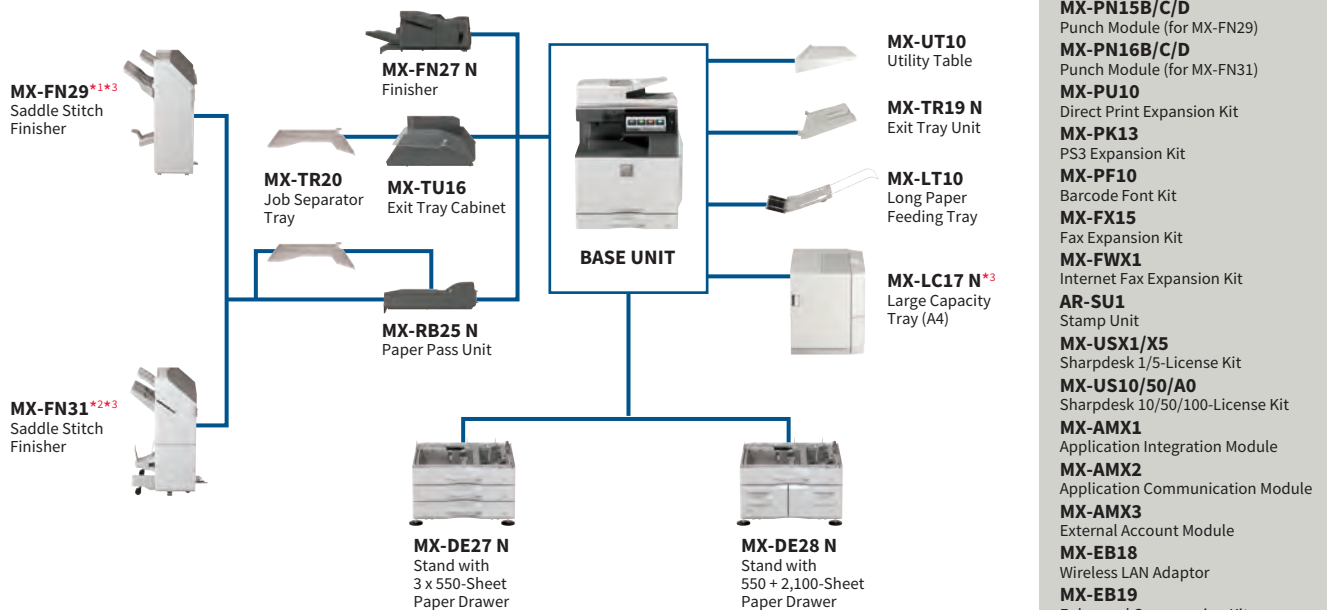 MX-FN29*1*3
Saddle Stitch
Finisher
MX-FN27 N
Finisher
MX-TR20
Job Separator
Tray
MX-TU16
Exit Tray Cabinet
MX-RB25 N
Paper Pass Unit
MX-FN31*2*3
Saddle Stitch
Finisher
BASE UNIT
MX-UT10
Utility Table
MX-TR19 N
Exit Tray Unit
MX-LT10
Long Paper
Feeding Tray
MX-LC17 N*3
Large Capacity
Tray (A4)
MX-DE27 N
Stand with
3 x 550-Sheet
Paper Drawer
MX-DE28 N
Stand with
550 + 2,100-Sheet
Paper Drawer
MX-PN15B/C/D
Punch Module (for MX-FN29)
MX-PN16B/C/D
Punch Module (for MX-FN31)
MX-PU10
Direct Print Expansion Kit
MX-PK13
PS3 Expansion Kit
MX-PF10
Barcode Font Kit
MX-FX15
Fax Expansion Kit
MX-FWX1
Internet Fax Expansion Kit
AR-SU1
Stamp Unit
MX-USX1/X5
Sharpdesk 1/5-License Kit
MX-US10/50/A0
Sharpdesk 10/50/100-License Kit
MX-AMX1
Application Integration Module
MX-AMX2
Application Communication Module
MX-AMX3
External Account Module
MX-EB18
Wireless LAN Adaptor
MX-EB19